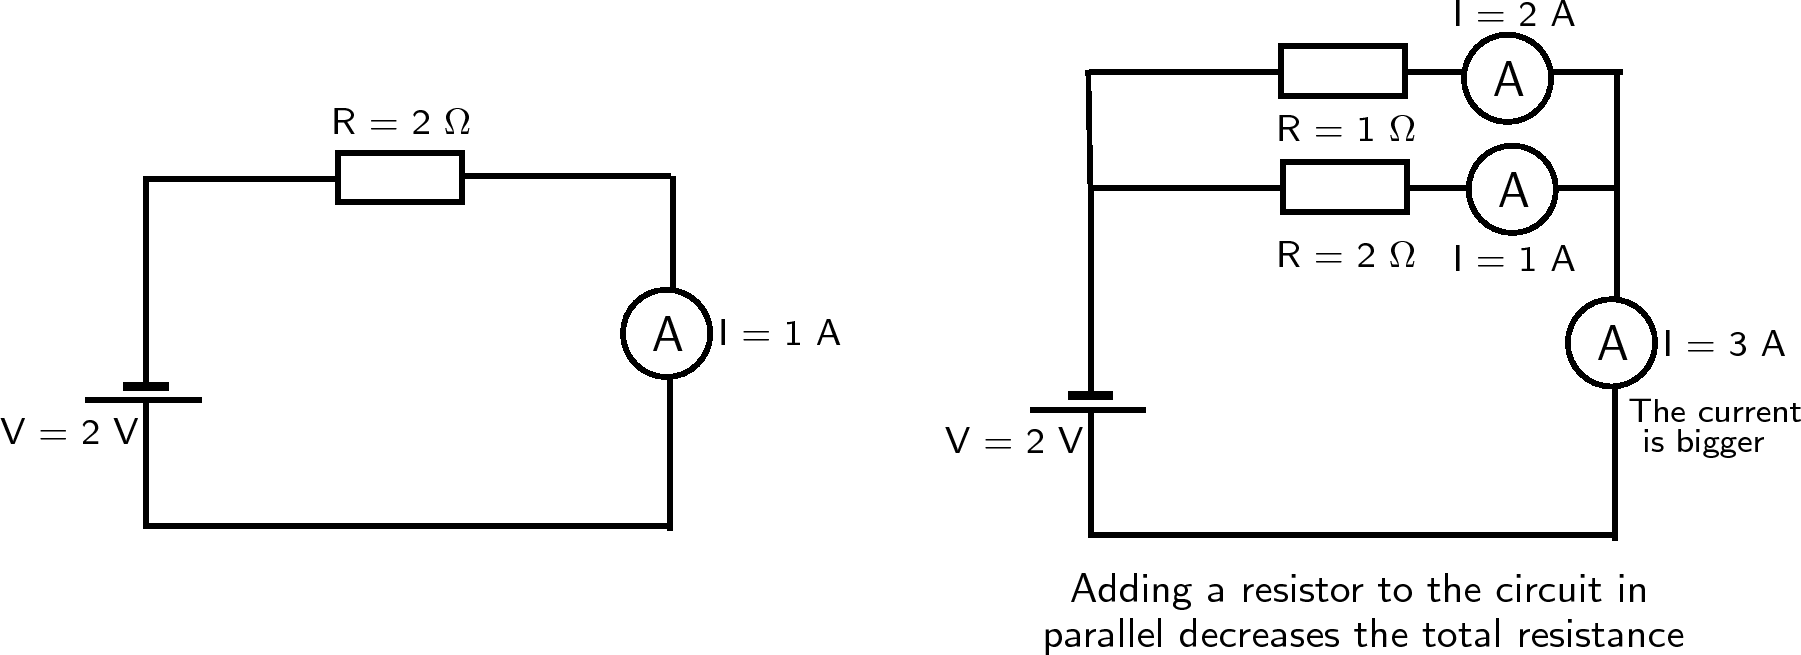 R = 2 Ω
A
I = 1 A
V = 2 V
I = 2 A
A
R = 1 Ω
A
R = 2 Ω
I = 1 A
A
I = 3 A
The current
is bigger
V = 2 V
Adding a resistor to the circuit in
parallel decreases the total resistance